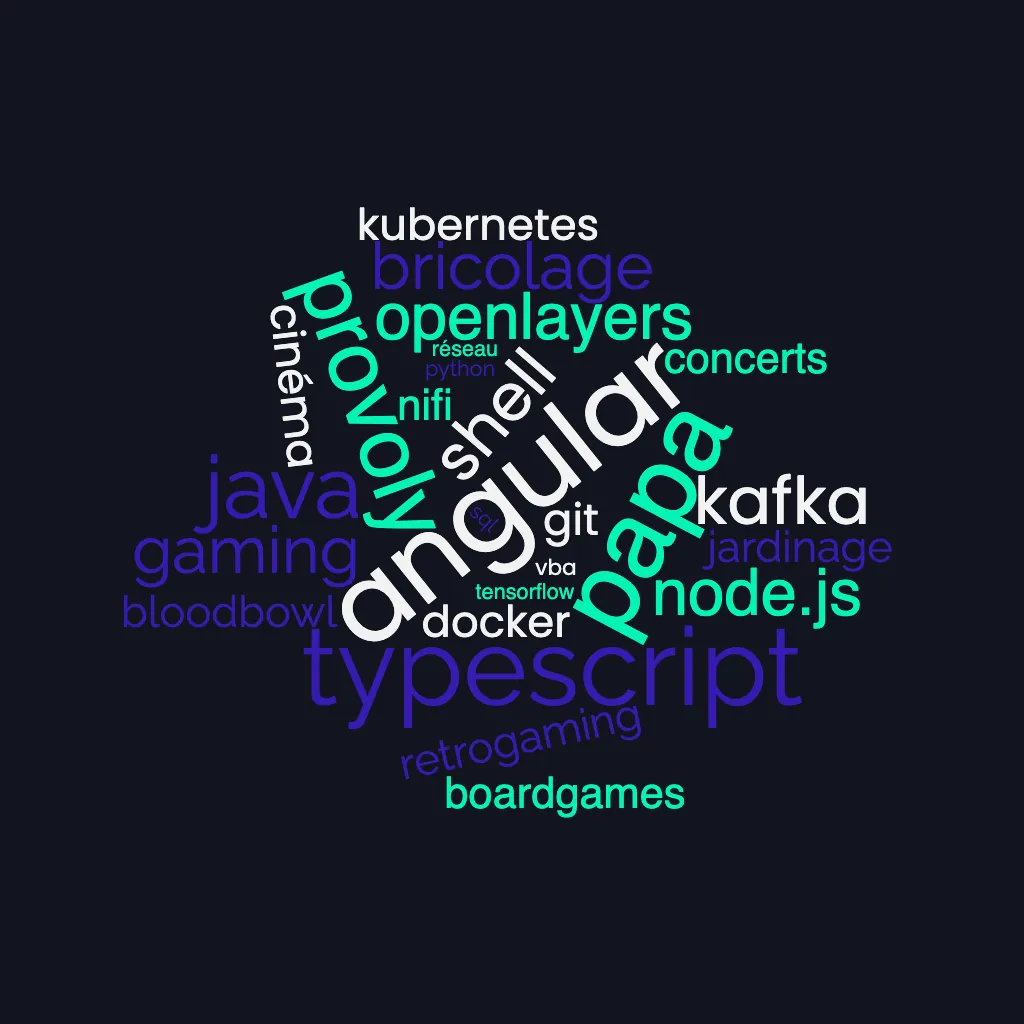 kubernetes
bricolage
provoly
openlayers
cinéma
réseau
concerts
python
shell
angular
nifi
papa
java
kafka
sql
git
gaming
jardinage
vba
tensorflow
node.js
bloodbowl
docker
typescript
retrogaming
boardgames